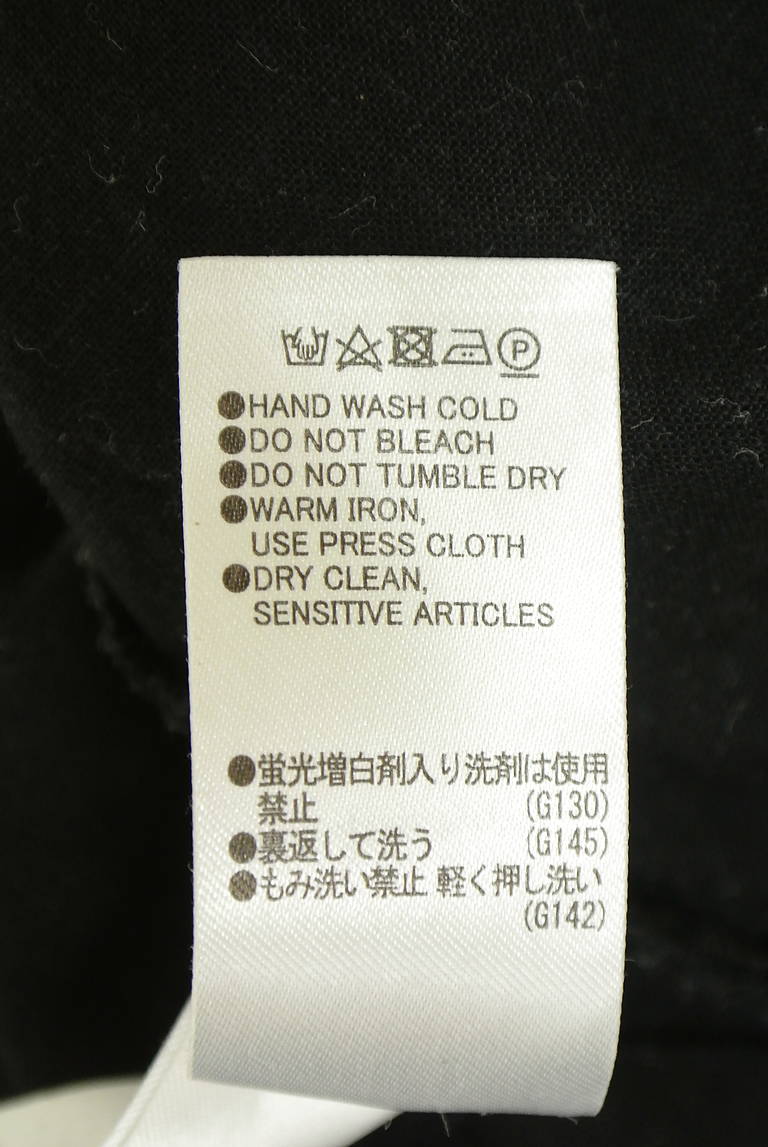 P
●HAND WASH COLD
●DO NOT BLEACH
●DO NOT TUMBLE DRY
●WARM IRON,
USE PRESS CLOTH
●DRY CLEAN,
SENSITIVE ARTICLES
●蛍光増白剤入り洗剤は使用
禁止 (G130)
●裏返して洗う (G145)
●もみ洗い禁止 軽く押し洗い
(G142)